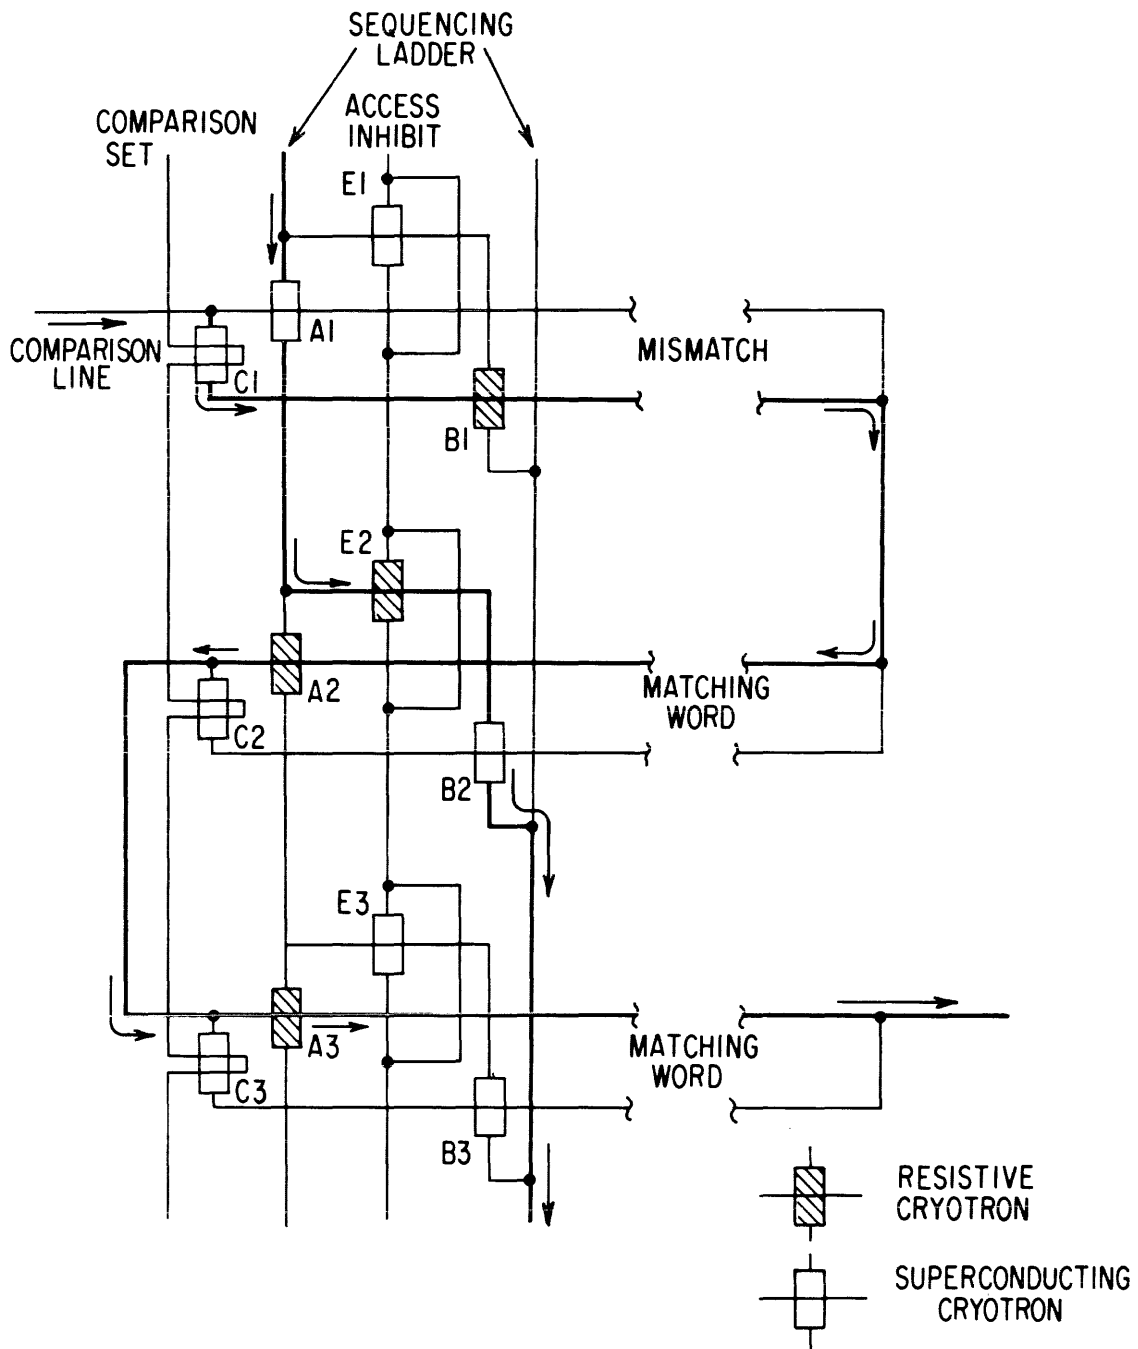 SEQUENCING
LADDER
COMPARISON
SET
ACCESS
INHIBIT
E1
A1
COMPARISON
LINE
C1
MISMATCH
B1
E2
A2
MATCHING
WORD
C2
B2
E3
A3
MATCHING
WORD
C3
B3
RESISTIVE
CRYOTRON
SUPERCONDUCTING
CRYOTRON